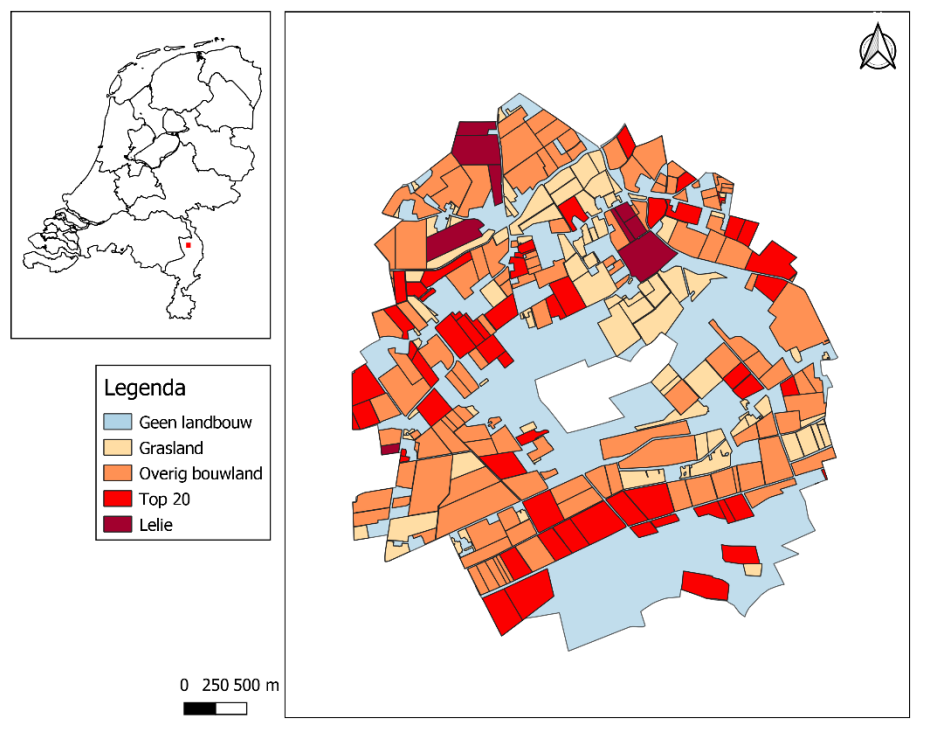 Legenda
Geen landbouw
Grasland
Overig bouwland
Top 20
Lelie
0 250 500 m